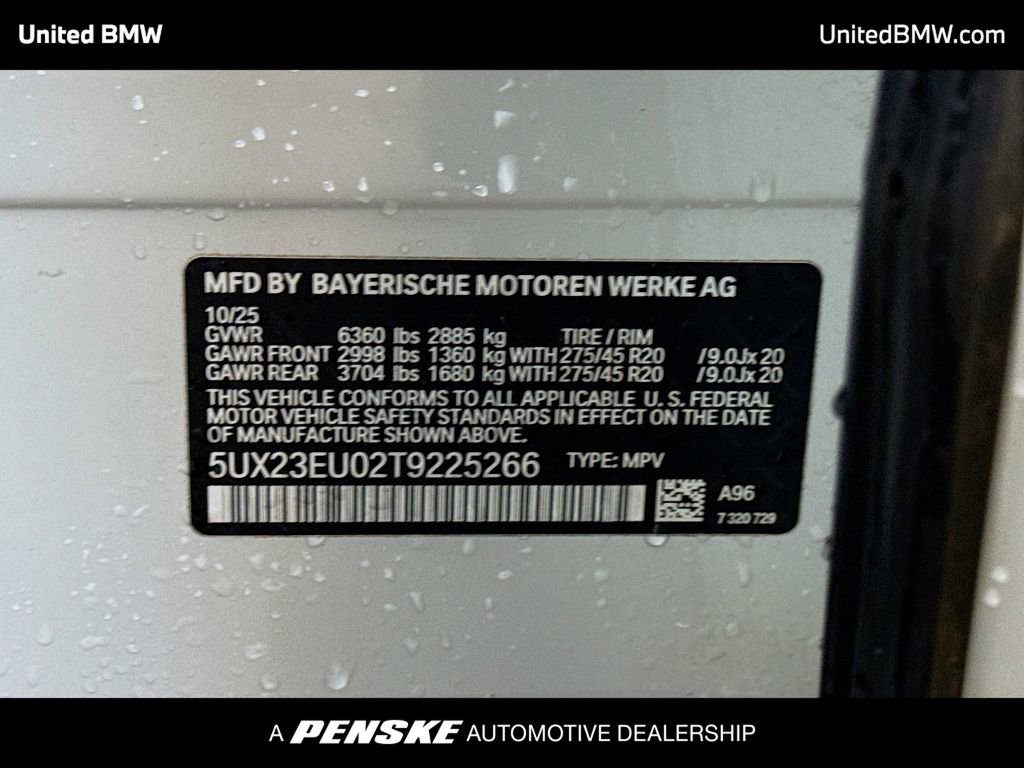 United BMW
UnitedBMW.com
MFD BY BAYERISCHE MOTOREN WERKE AG
10/25
GVWR 6360 lbs 2885 kg TIRE / RIM
GAWR FRONT 2998 lbs 1360 kg WITH 275/45 R20 /9.0Jx20
GAWR REAR 3704 lbs 1680 kg WITH 275/45 R20 /9.0Jx20
THIS VEHICLE CONFORMS TO ALL APPLICABLE U. S. FEDERAL
MOTOR VEHICLE SAFETY STANDARDS IN EFFECT ON THE DATE
OF MANUFACTURE SHOWN ABOVE.
5UX23EU02T9225266 TYPE: MPV
A96
7 320 729
A PENSKE AUTOMOTIVE DEALERSHIP